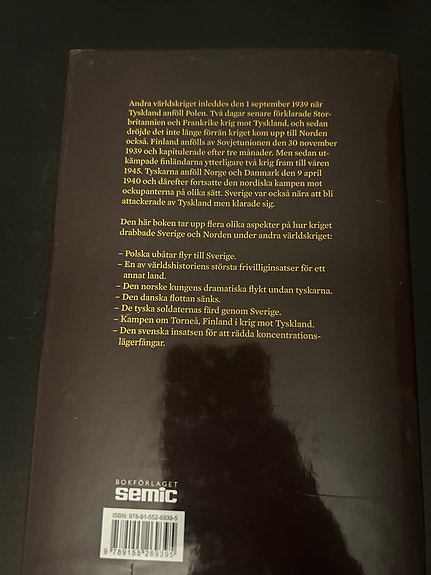 Andra världskriget inleddes den 1 september 1939 när
Tyskland anföll Polen. Två dagar senare förklarade Stor-
britannien och Frankrike krig mot Tyskland, och sedan
dröjde det inte länge förrän kriget kom upp till Norden
också. Finland anfölls av Sovjetunionen den 30 november
1939 och kapitulerade efter tre månader. Men sedan ut-
kämpade finländarna ytterligare två krig fram till våren
1945. Tyskarna anföll Norge och Danmark den 9 april
1940 och därefter fortsatte den nordiska kampen mot
ockupanterna på olika sätt. Sverige var också nära att bli
attackerade av Tyskland men klarade sig.
Den här boken tar upp flera olika aspekter på hur kriget
drabbade Sverige och Norden under andra världskriget:
– Polska ubåtar flyr till Sverige.
– En av världshistoriens största frivilliginsatser för ett
annat land.
– Den norske kungens dramatiska flykt undan tyskarna.
– Den danska flottan sänks.
– De tyska soldaternas färd genom Sverige.
– Kampen om Torneå, Finland i krig mot Tyskland.
– Den svenska insatsen för att rädda koncentrations-
lägerfångar.
BOKFÖRLAGET
semic
ISBN: 978-91-552-6939-5
9 789155 269395